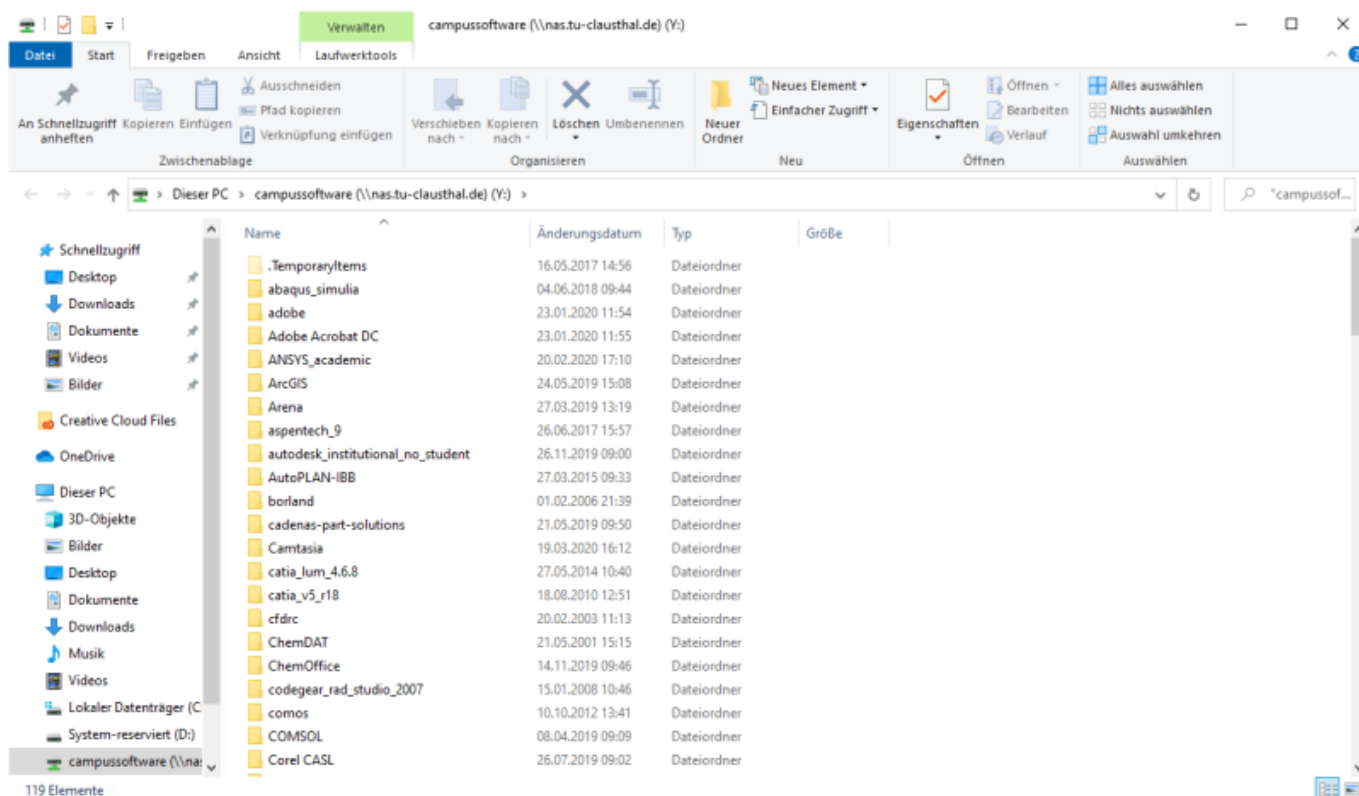 Verwalten campussoftware (\\nas.tu-clausthal.de) (Y:)
Datei Start Freigeben Ansicht Laufwerktools
An Schnellzugriff anheften
Kopieren
Einfügen
Ausschneiden
Pfad kopieren
Verknüpfung einfügen
Zwischenablage
Verschieben nach
Kopieren nach
Löschen
Umbenennen
Organisieren
Neuer Ordner
Neues Element
Einfacher Zugriff
Neu
Eigenschaften
Öffnen
Bearbeiten
Verlauf
Öffnen
Alles auswählen
Nichts auswählen
Auswahl umkehren
Auswählen
Dieser PC > campussoftware (\\nas.tu-clausthal.de) (Y:) >
"campussof...
Schnellzugriff
Desktop
Downloads
Dokumente
Videos
Bilder
Creative Cloud Files
OneDrive
Dieser PC
3D-Objekte
Bilder
Desktop
Dokumente
Downloads
Musik
Videos
Lokaler Datenträger (C
System-reserviert (D:)
campussoftware (\\nas
Name Änderungsdatum Typ Größe
.TemporaryItems 16.05.2017 14:56 Dateiordner
abaqus_simulia 04.06.2018 09:44 Dateiordner
adobe 23.01.2020 11:54 Dateiordner
Adobe Acrobat DC 23.01.2020 11:55 Dateiordner
ANSYS_academic 20.02.2020 17:10 Dateiordner
ArcGIS 24.05.2019 15:08 Dateiordner
Arena 27.03.2019 13:19 Dateiordner
aspentech_9 26.06.2017 15:57 Dateiordner
autodesk_institutional_no_student 26.11.2019 09:00 Dateiordner
AutoPLAN-IBB 27.03.2015 09:33 Dateiordner
borland 01.02.2006 21:39 Dateiordner
cadenas-part-solutions 21.05.2019 09:50 Dateiordner
Camtasia 19.03.2020 16:12 Dateiordner
catia_lum_4.6.8 27.05.2014 10:40 Dateiordner
catia_v5_r18 18.08.2010 12:51 Dateiordner
cfdrc 20.02.2003 11:13 Dateiordner
ChemDAT 21.05.2001 15:15 Dateiordner
ChemOffice 14.11.2019 09:46 Dateiordner
codegear_rad_studio_2007 15.01.2008 10:46 Dateiordner
comos 10.10.2012 13:41 Dateiordner
COMSOL 08.04.2019 09:09 Dateiordner
Corel CASL 26.07.2019 09:02 Dateiordner
119 Elemente